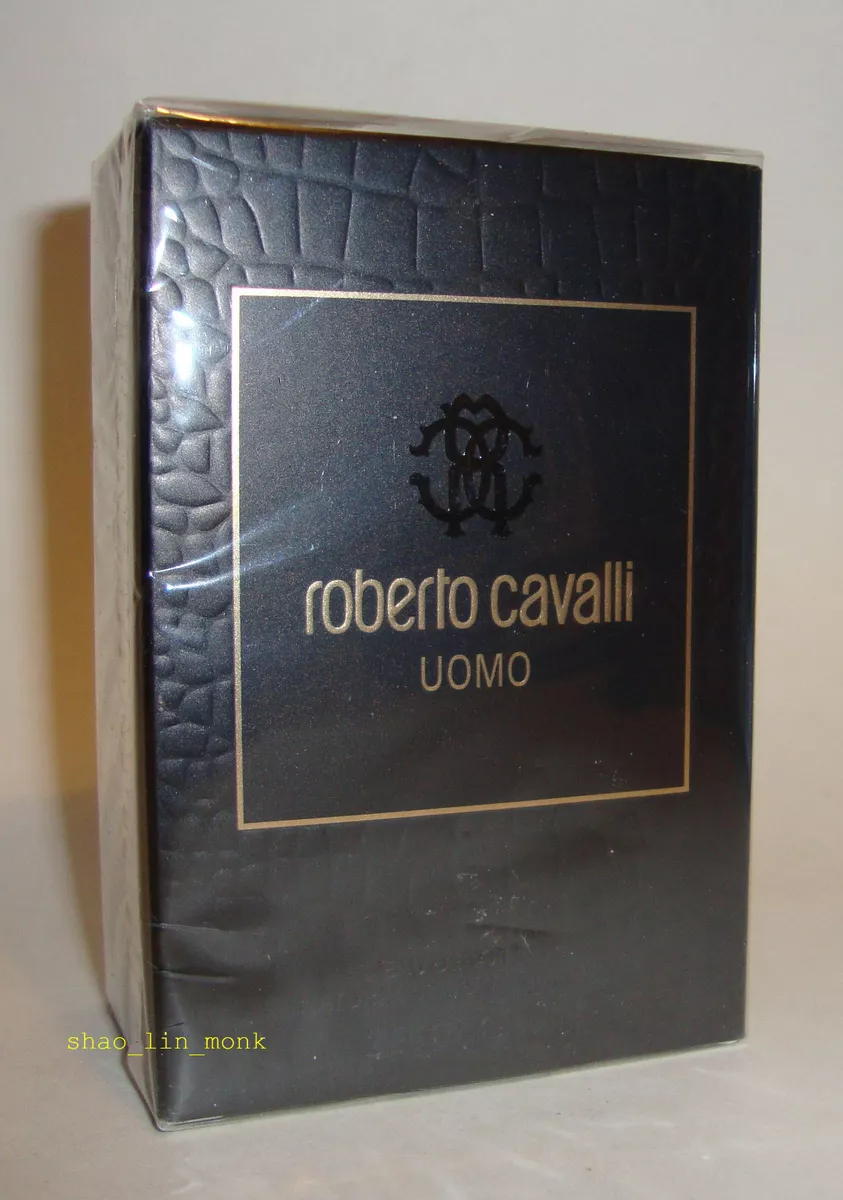 roberto cavalli
UOMO
shao_lin_monk